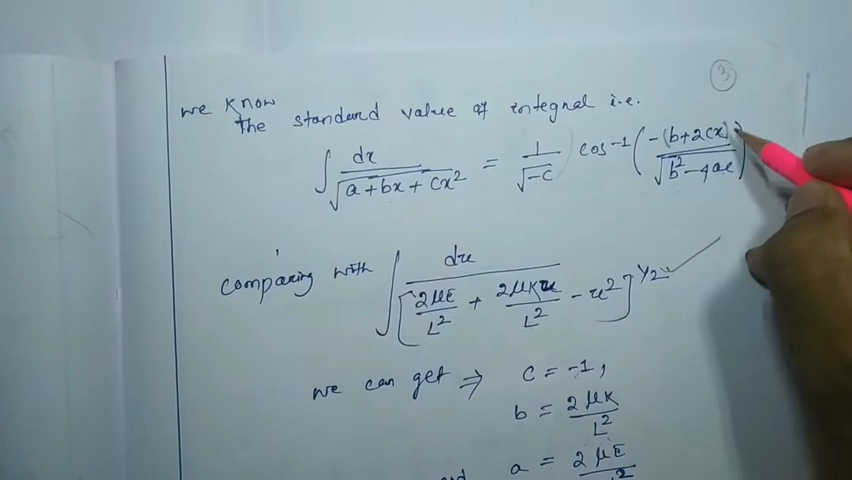 3
we know
the standard value of integral i.e.
∫ dx / √(a+bx+cx²) = 1/√-c cos-1 (-(b+2cx) / √(b²-4ac))
comparing with ∫ du / [2μE/L² + 2μKu/L² - u²]^1/2
we can get ⇒ c = -1,
b = 2μK/L²
and a = 2μE/L²